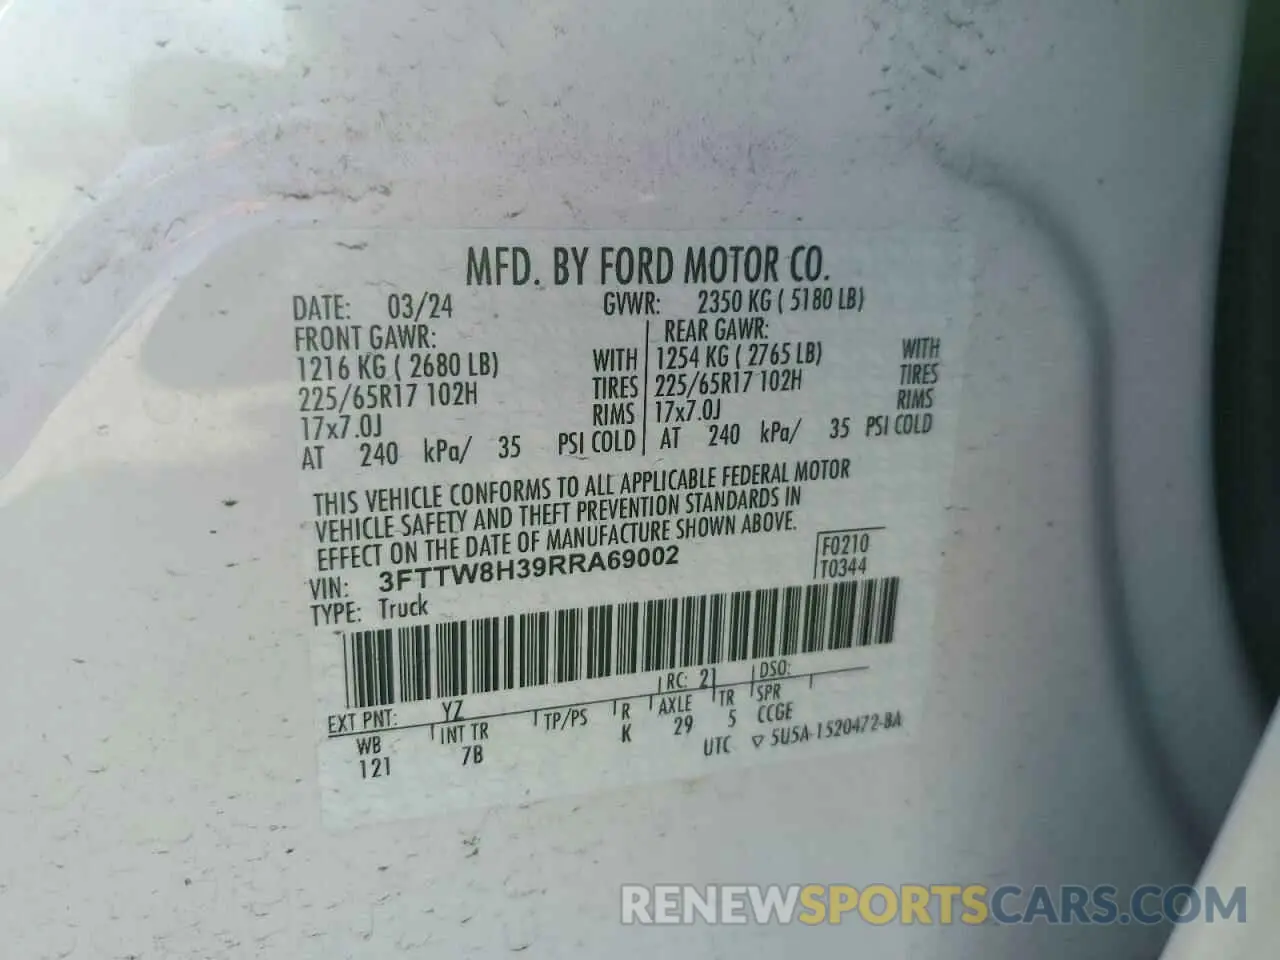 MFD. BY FORD MOTOR CO.
DATE: 03/24 GVWR: 2350 KG ( 5180 LB)
FRONT GAWR: REAR GAWR:
1216 KG ( 2680 LB) WITH 1254 KG ( 2765 LB) WITH
225/65R17 102H TIRES 225/65R17 102H TIRES
17x7.0J RIMS 17x7.0J RIMS
AT 240 kPa/ 35 PSI COLD AT 240 kPa/ 35 PSI COLD
THIS VEHICLE CONFORMS TO ALL APPLICABLE FEDERAL MOTOR
VEHICLE SAFETY AND THEFT PREVENTION STANDARDS IN
EFFECT ON THE DATE OF MANUFACTURE SHOWN ABOVE.
VIN: 3FTTW8H39RRA69002 F0210
TYPE: Truck T0344
EXT PNT: YZ RC: 21 DSO:
WB INT TR TP/PS R AXLE TR SPR
121 7B K 29 5 CCGE
UTC ▽ 5U5A-1520472-BA
RENEWSPORTSCARS.COM